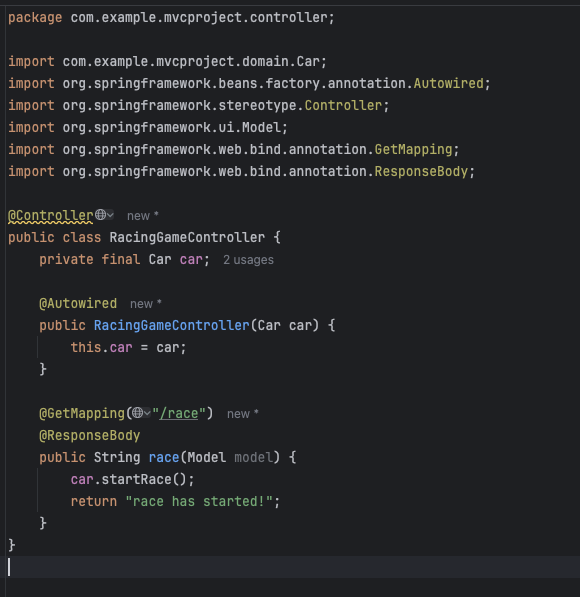 package com.example.mvcproject.controller;
import com.example.mvcproject.domain.Car;
import org.springframework.beans.factory.annotation.Autowired;
import org.springframework.stereotype.Controller;
import org.springframework.ui.Model;
import org.springframework.web.bind.annotation.GetMapping;
import org.springframework.web.bind.annotation.ResponseBody;
@Controller new *
public class RacingGameController {
    private final Car car; 2 usages
    @Autowired new *
    public RacingGameController(Car car) {
        this.car = car;
    }
    @GetMapping("/race") new *
    @ResponseBody
    public String race(Model model) {
        car.startRace();
        return "race has started!";
    }
}